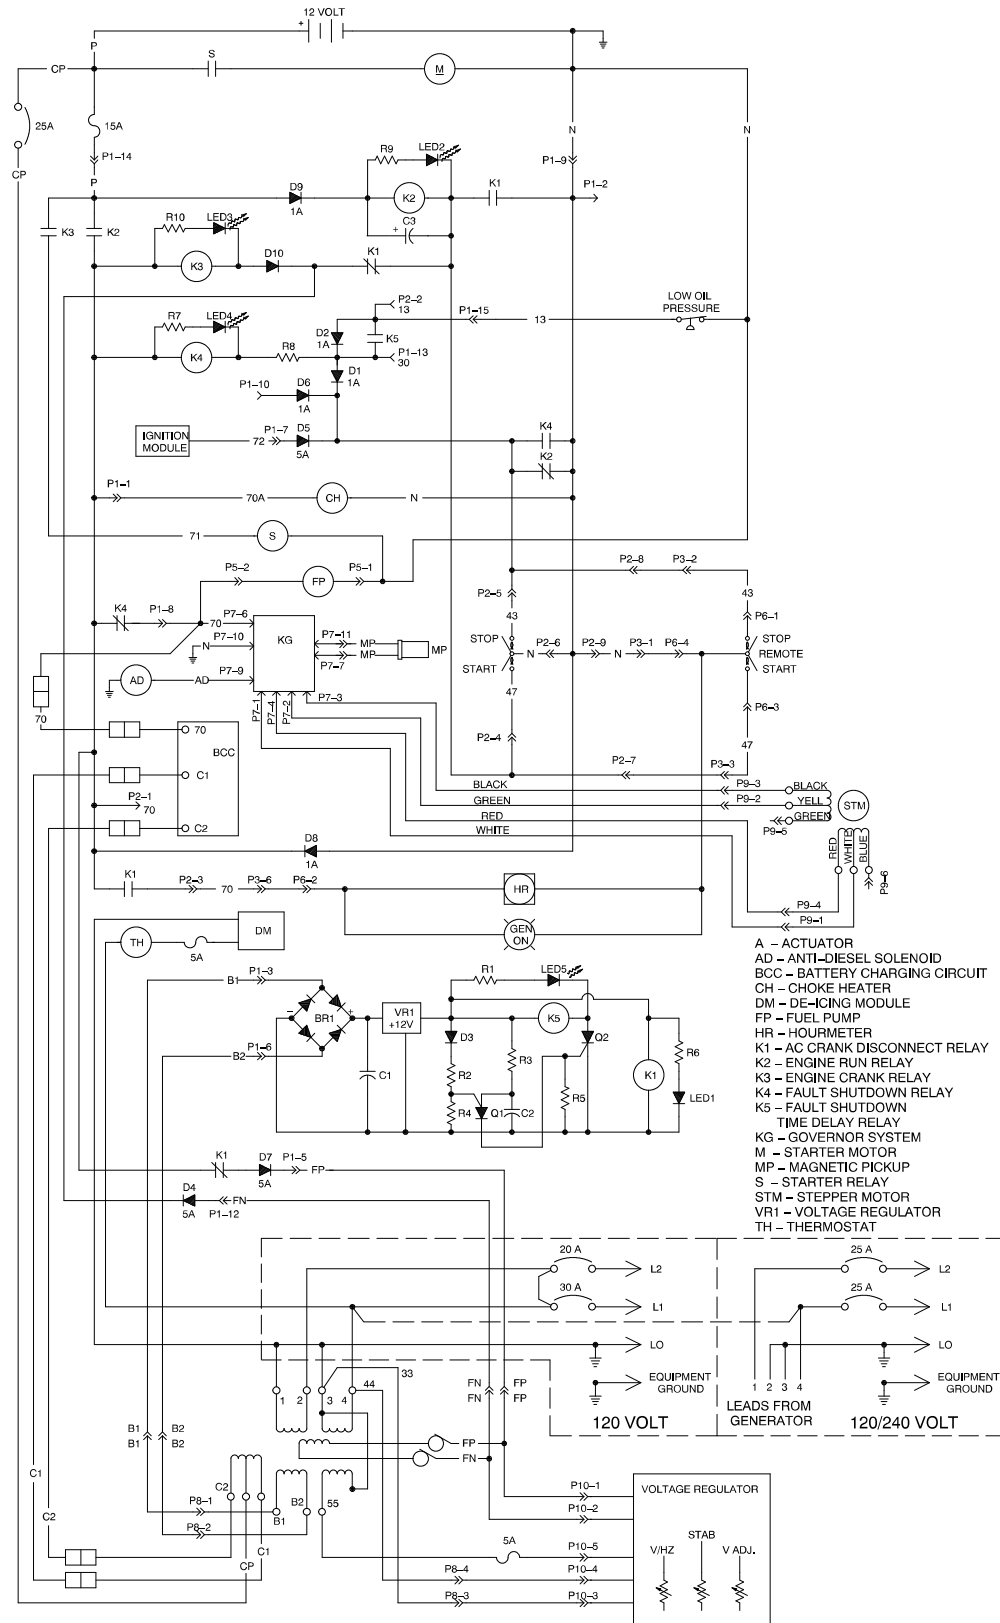 12 VOLT
+
P
S
CP
M
25A
15A
N
N
P1–14
R9
LED2
P1–9
CP
P
D9
K2
K1
P1–2
1A
K3
K2
R10
LED3
+
C3
D10
K1
K3
P2–2
13
P1–15
LOW OIL
PRESSURE
13
R7
LED4
D2
1A
K5
K4
R8
P1–13
30
D1
1A
P1–10
D6
1A
IGNITION
MODULE
72
P1–7
D5
5A
K4
K2
P1–1
70A
CH
N
71
S
P5–2
FP
P5–1
P2–8
P3–2
P2–5
43
43
P6–1
K4
P1–8
70
P7–6
KG
P7–11
MP
MP
P7–7
MP
N
P7–10
STOP
START
N
P2–6
P2–9
N
P3–1
P6–4
STOP
REMOTE
START
AD
AD
P7–9
P7–1
P7–4
P7–2
P7–3
47
P6–3
70
P2–4
47
70
BCC
P2–7
P3–3
C1
BLACK
P9–3
BLACK
P2–1
70
GREEN
P9–2
YELL
STM
RED
GREEN
P9–5
C2
WHITE
D8
1A
RED
WHITE
BLUE
P9–6
K1
P2–3
70
P3–6
P6–2
HR
P9–4
P9–1
TH
5A
DM
GEN
ON
A – ACTUATOR
AD – ANTI–DIESEL SOLENOID
BCC – BATTERY CHARGING CIRCUIT
CH – CHOKE HEATER
DM – DE–ICING MODULE
FP – FUEL PUMP
HR – HOURMETER
K1 – AC CRANK DISCONNECT RELAY
K2 – ENGINE RUN RELAY
K3 – ENGINE CRANK RELAY
K4 – FAULT SHUTDOWN RELAY
K5 – FAULT SHUTDOWN
TIME DELAY RELAY
KG – GOVERNOR SYSTEM
M – STARTER MOTOR
MP – MAGNETIC PICKUP
S – STARTER RELAY
STM – STEPPER MOTOR
VR1 – VOLTAGE REGULATOR
TH – THERMOSTAT
B1
P1–3
R1
LED5
–
BR1
+
VR1
+12V
K5
Q2
B2
P1–6
D3
R3
R6
C1
R2
K1
R4
Q1
C2
R5
LED1
K1
D7
5A
P1–5
FP
D4
5A
FN
P1–12
20 A
L2
30 A
L1
LO
EQUIPMENT
GROUND
120 VOLT
25 A
L2
25 A
L1
LO
EQUIPMENT
GROUND
1 2 3 4
LEADS FROM
GENERATOR
120/240 VOLT
1 2 3 4
33
44
FN FP
FN FP
B1 B2
B1 B2
FP
FN
C1
C2
C2
P8–1
B1
B2
55
P8–2
CP
C1
P10–1
P10–2
VOLTAGE REGULATOR
5A
P10–5
V/HZ
STAB
V ADJ.
P8–4
P10–4
P8–3
P10–3